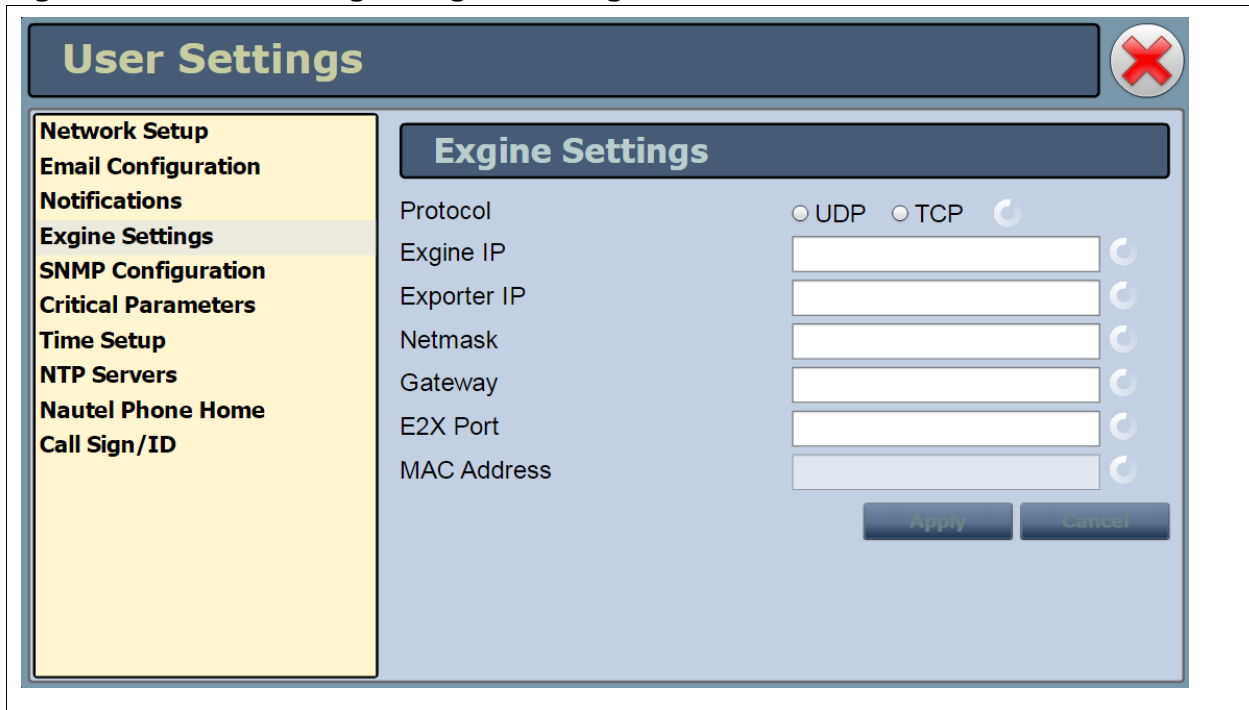 User Settings
Network Setup
Email Configuration
Notifications
Exgine Settings
SNMP Configuration
Critical Parameters
Time Setup
NTP Servers
Nautel Phone Home
Call Sign/ID
Exgine Settings
Protocol UDP TCP
Exgine IP
Exporter IP
Netmask
Gateway
E2X Port
MAC Address
Apply Cancel